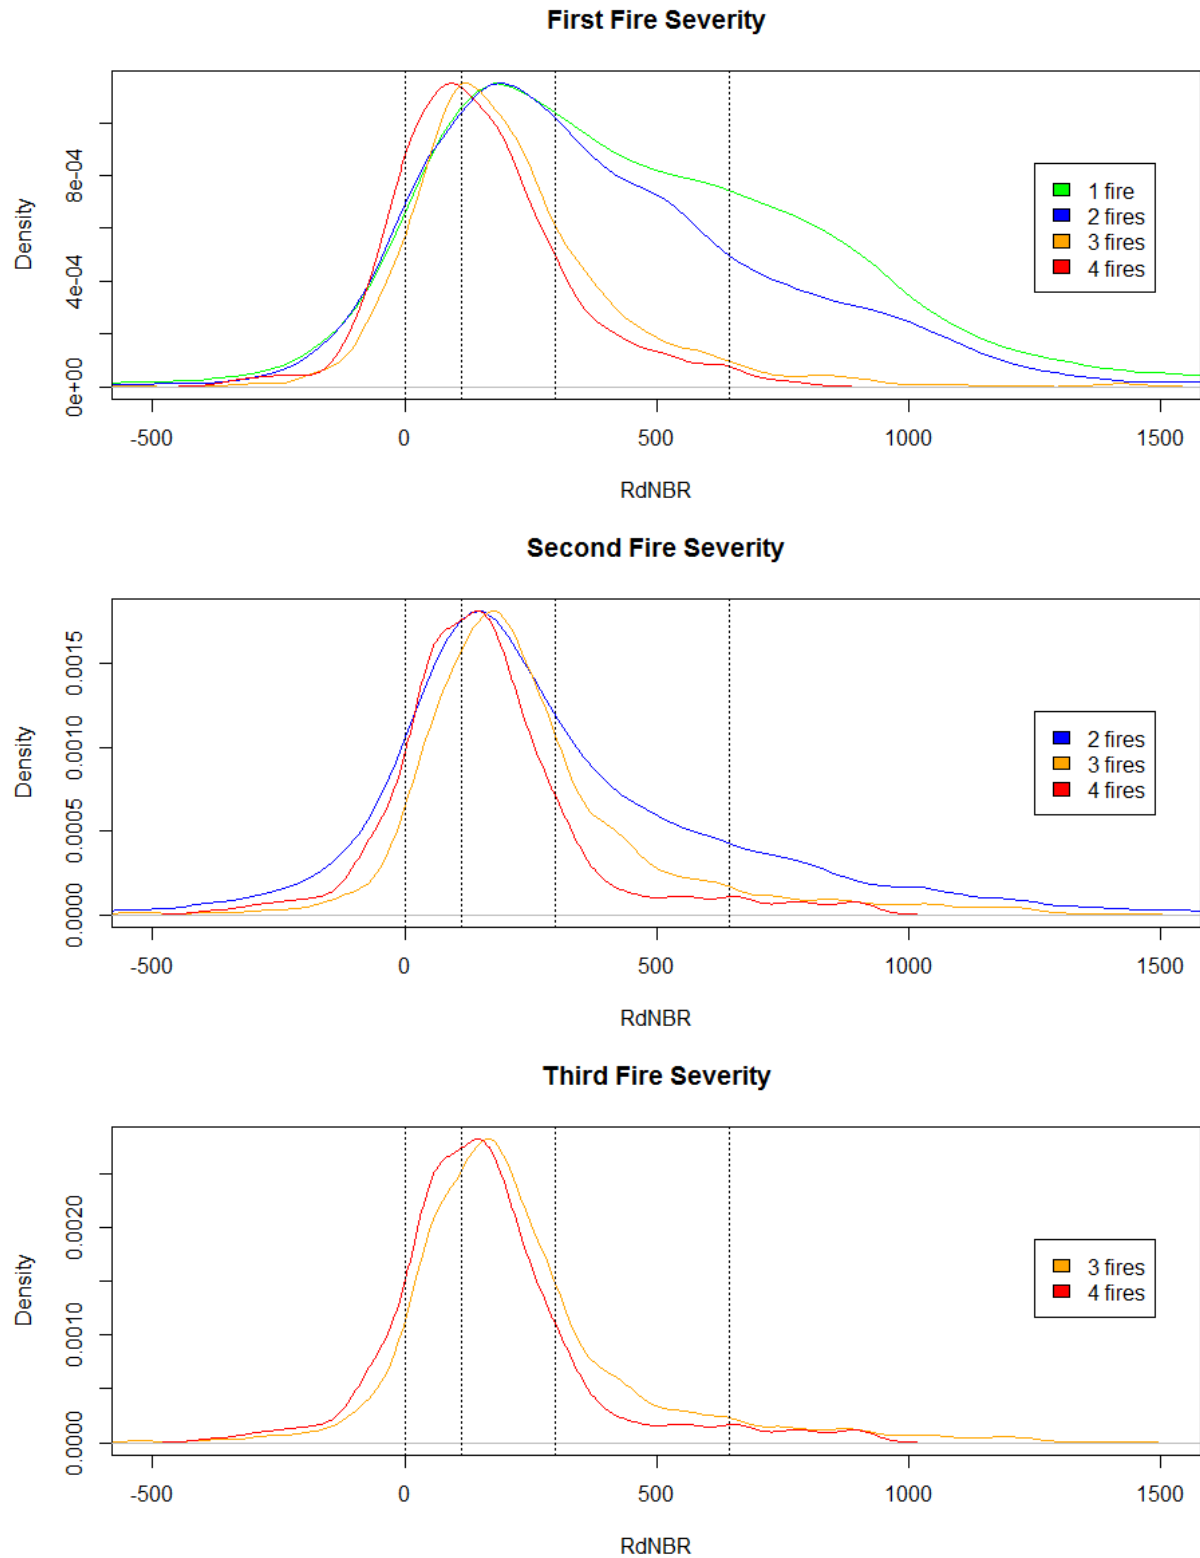 First Fire Severity
Density
8e-04
4e-04
0e+00
1 fire
2 fires
3 fires
4 fires
-500 0 500 1000 1500
RdNBR
Second Fire Severity
Density
0.0015
0.0010
0.0005
0.0000
2 fires
3 fires
4 fires
-500 0 500 1000 1500
RdNBR
Third Fire Severity
Density
0.0020
0.0010
0.0000
3 fires
4 fires
-500 0 500 1000 1500
RdNBR